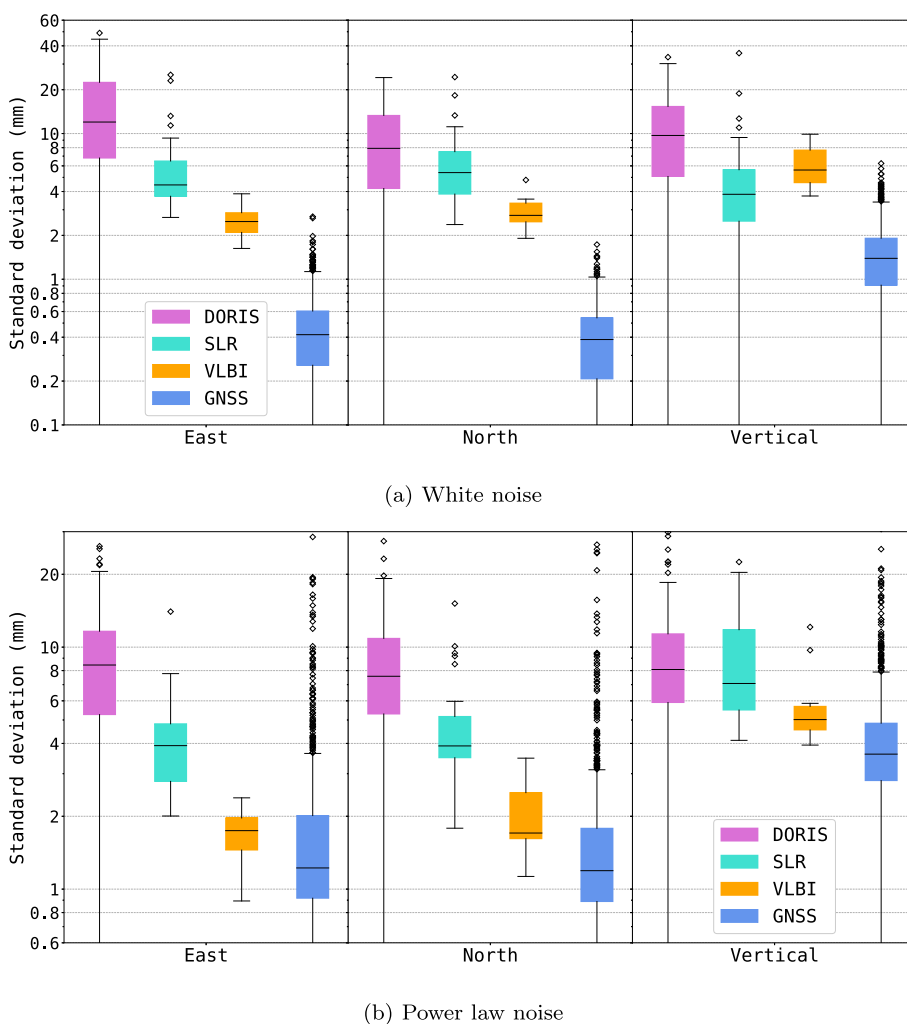 60
40
20
10
8
6
4
2
1
0.8
0.6
0.4
0.2
0.1
Standard deviation (mm)
DORIS
SLR
VLBI
GNSS
East
North
Vertical
(a) White noise
20
10
8
6
4
2
1
0.8
0.6
Standard deviation (mm)
DORIS
SLR
VLBI
GNSS
East
North
Vertical
(b) Power law noise